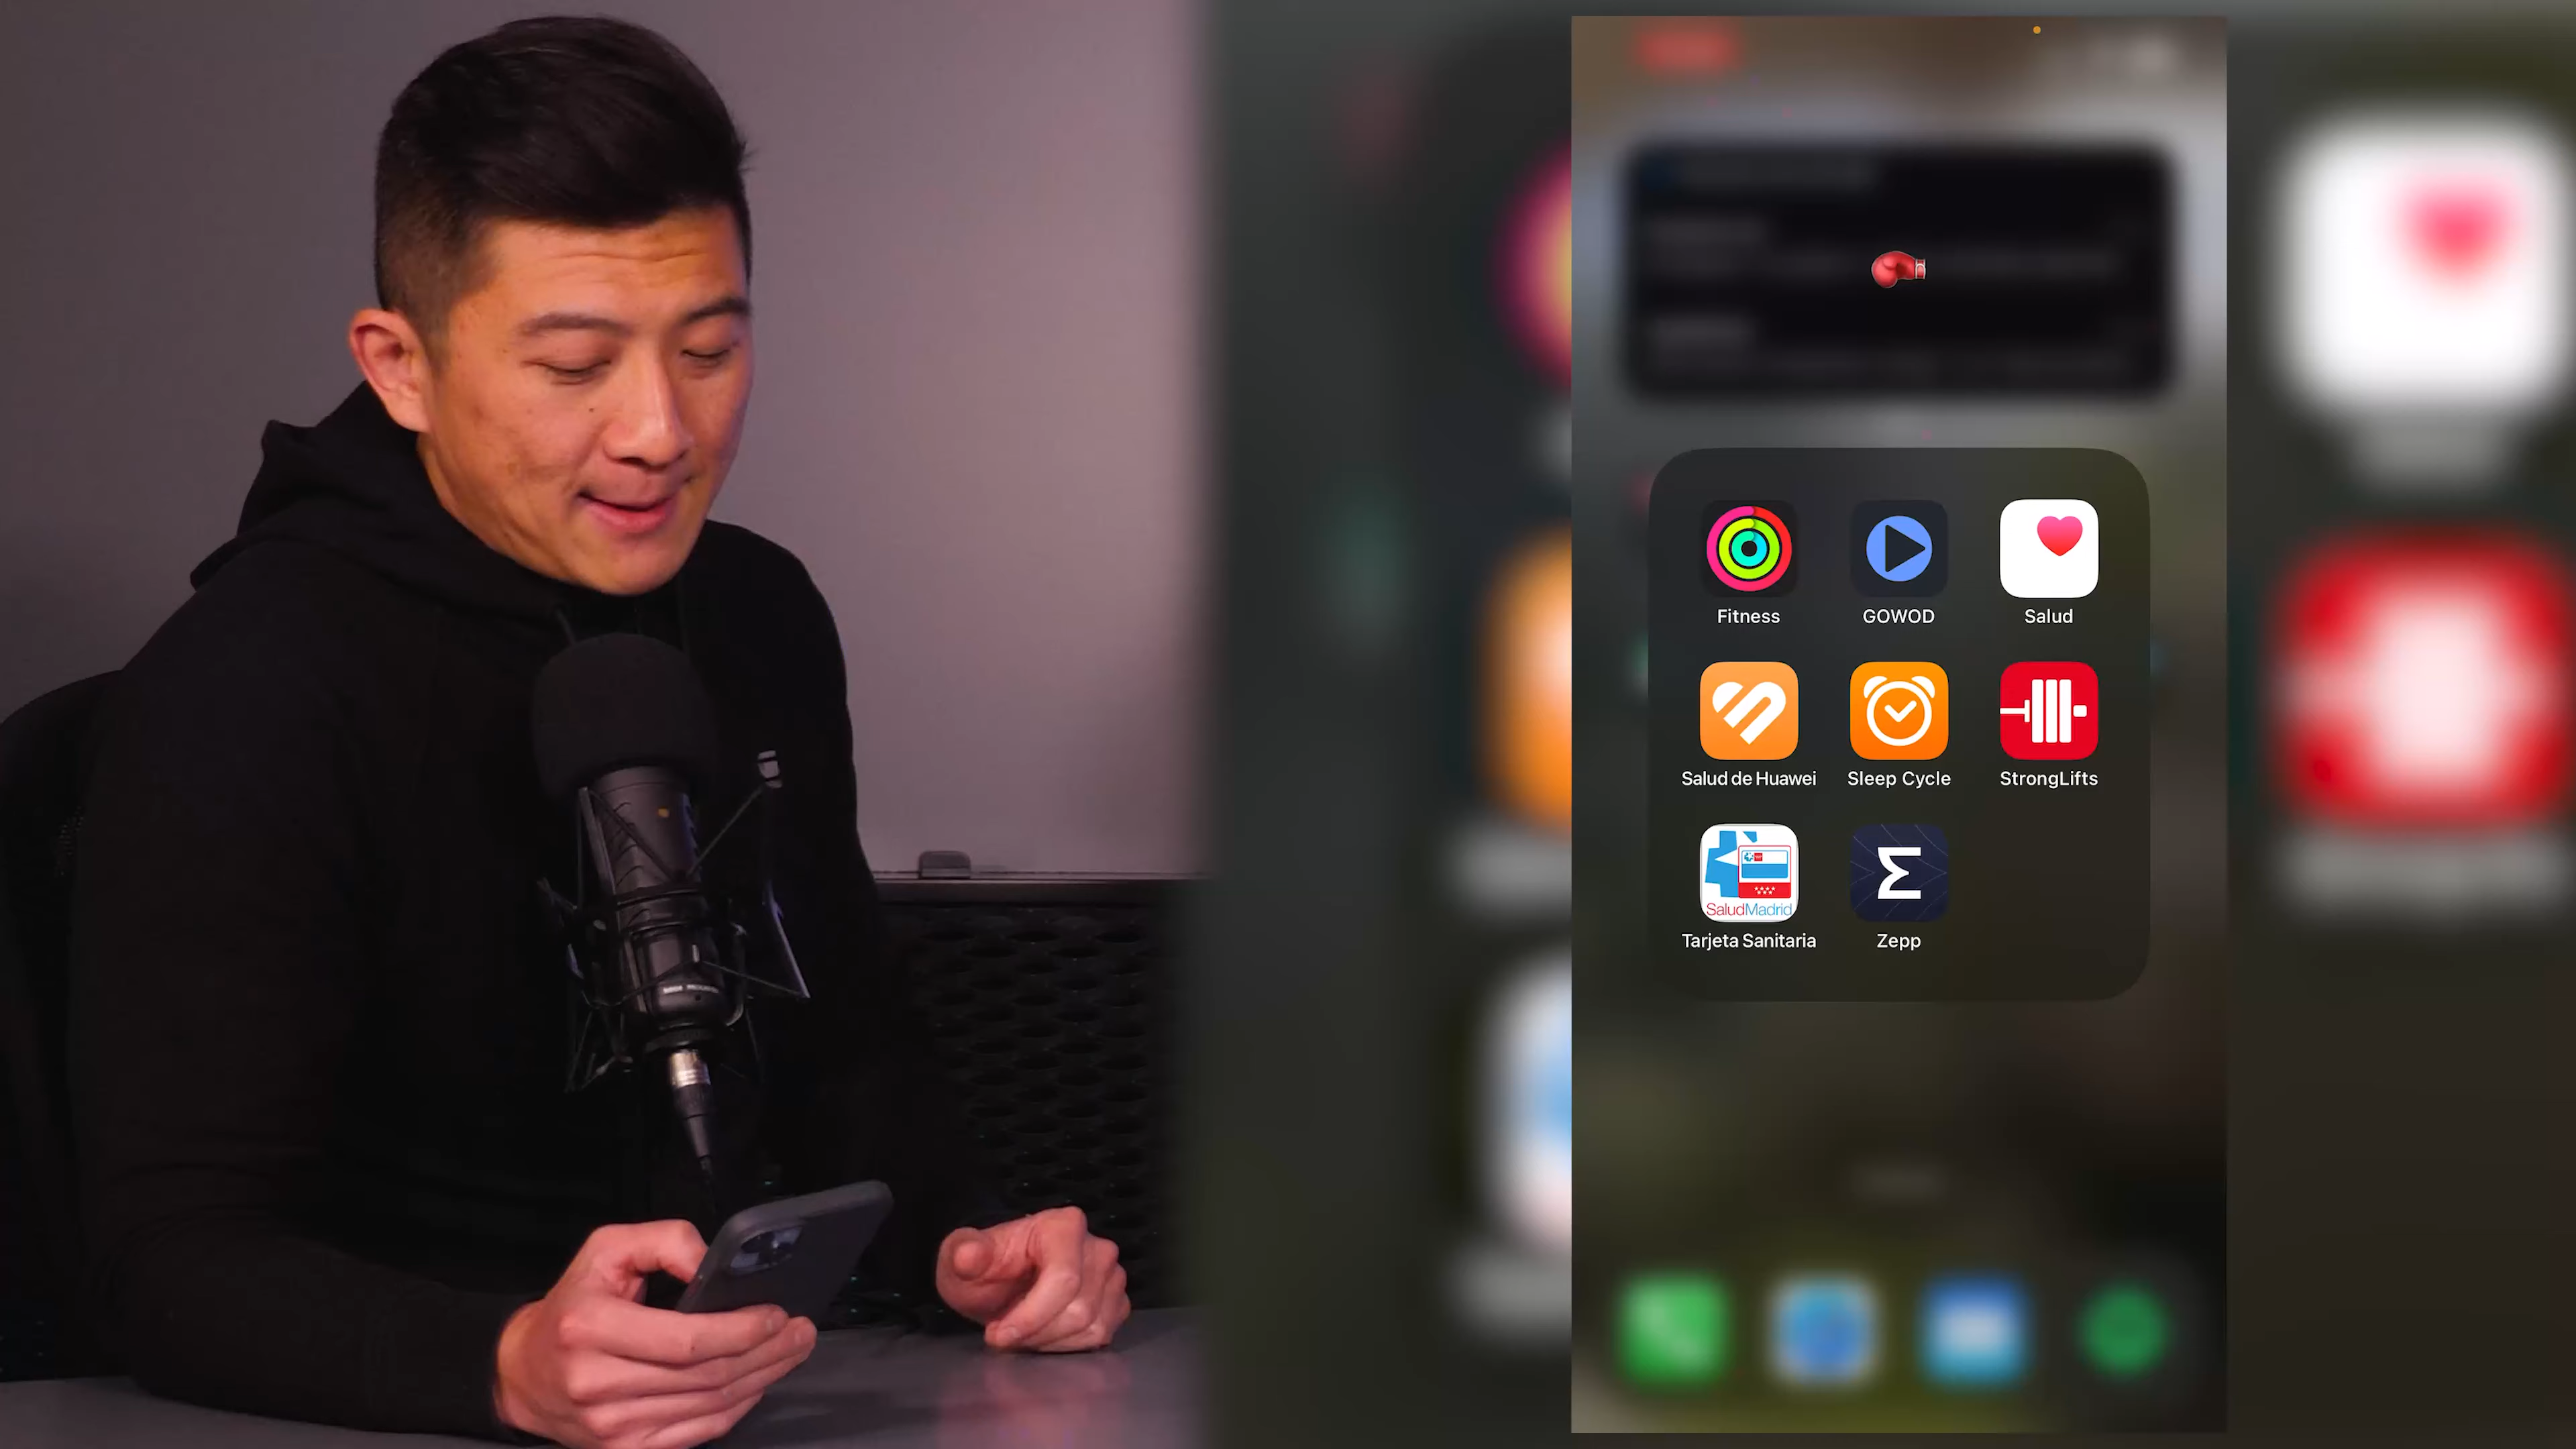 🥊
Fitness
GOWOD
Salud
Salud de Huawei
Sleep Cycle
StrongLifts
SaludMadrid
Tarjeta Sanitaria
Zepp